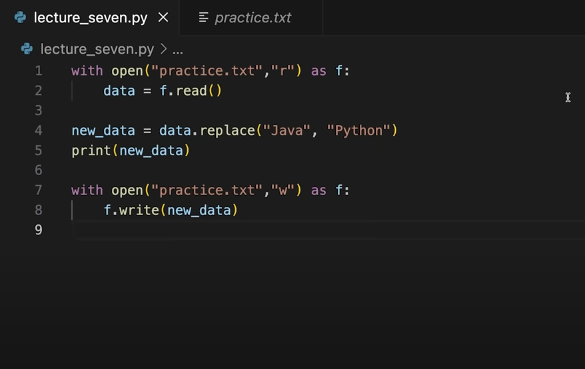 lecture_seven.py × practice.txt
lecture_seven.py > ...
1 with open("practice.txt","r") as f:
2     data = f.read()
3
4 new_data = data.replace("Java", "Python")
5 print(new_data)
6
7 with open("practice.txt","w") as f:
8     f.write(new_data)
9